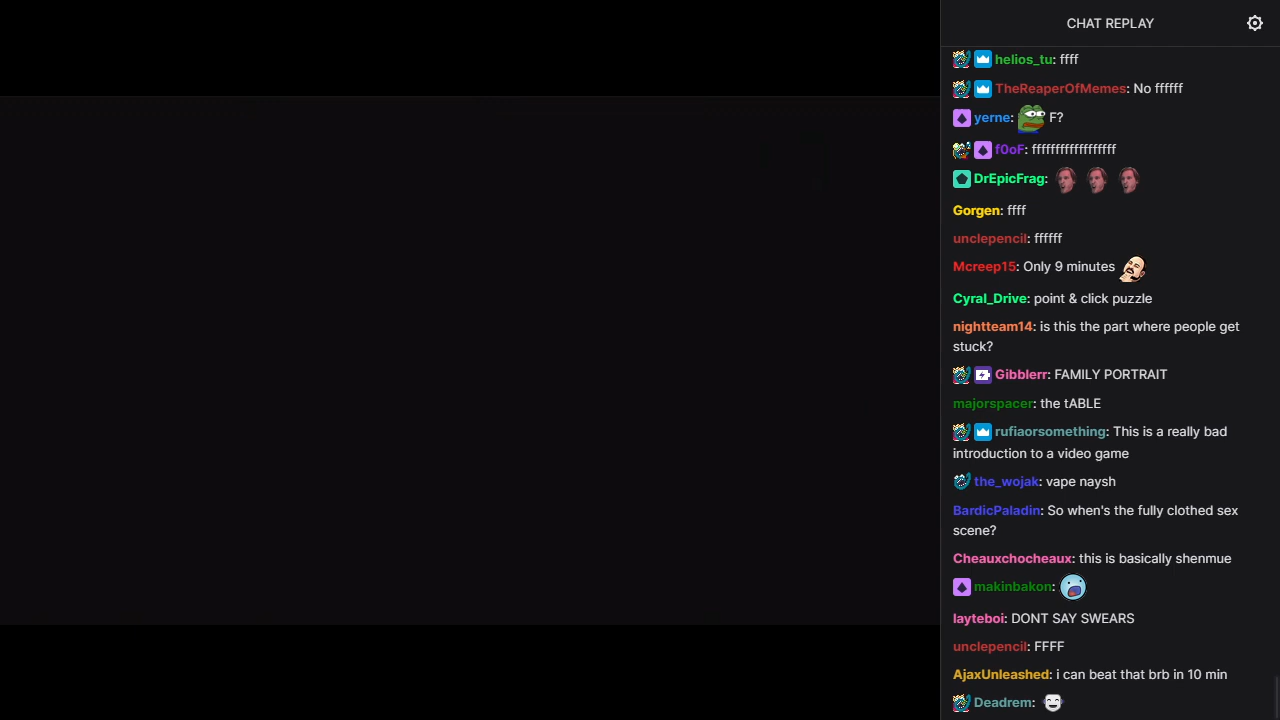 CHAT REPLAY
helios_tu: ffff
TheReaperOfMemes: No ffffff
yerne: F?
f0oF: fffffffffffffffff
DrEpicFrag:
Gorgen: ffff
unclepencil: ffffff
Mcreep15: Only 9 minutes
Cyral_Drive: point & click puzzle
nightteam14: is this the part where people get
stuck?
Gibblerr: FAMILY PORTRAIT
majorspacer: the tABLE
rufiaorsomething: This is a really bad
introduction to a video game
the_wojak: vape naysh
BardicPaladin: So when's the fully clothed sex
scene?
Cheauxchocheaux: this is basically shenmue
makinbakon:
layteboi: DONT SAY SWEARS
unclepencil: FFFF
AjaxUnleashed: i can beat that brb in 10 min
Deadrem: